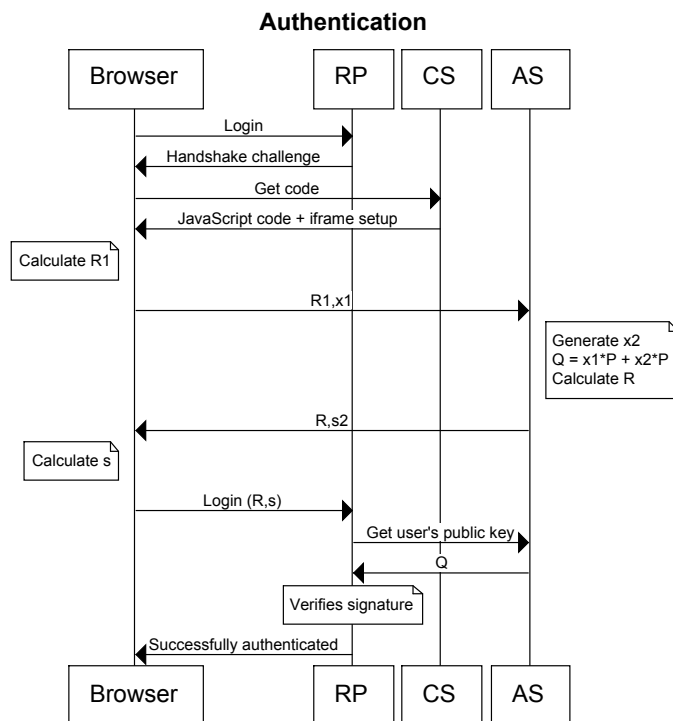 Authentication
Browser RP CS AS
Login
Handshake challenge
Get code
JavaScript code + iframe setup
Calculate R1
R1,x1
Generate x2
Q = x1*P + x2*P
Calculate R
R,s2
Calculate s
Login (R,s)
Get user's public key
Q
Verifies signature
Successfully authenticated
Browser RP CS AS